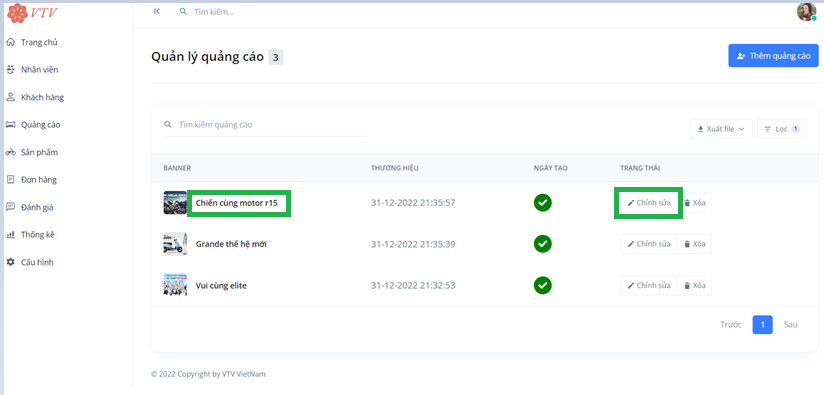 VTV
Tìm kiếm...
Trang chủ
Nhân viên
Khách hàng
Quảng cáo
Sản phẩm
Đơn hàng
Đánh giá
Thống kê
Cấu hình
Quản lý quảng cáo 3
Thêm quảng cáo
Tìm kiếm quảng cáo
Xuất file
Lọc 1
BANNER THƯƠNG HIỆU NGÀY TẠO TRẠNG THÁI
Chiến cùng motor r15 31-12-2022 21:35:57 Chỉnh sửa Xóa
Grande thế hệ mới 31-12-2022 21:35:39 Chỉnh sửa Xóa
Vui cùng elite 31-12-2022 21:32:53 Chỉnh sửa Xóa
Trước 1 Sau
© 2022 Copyright by VTV VietNam